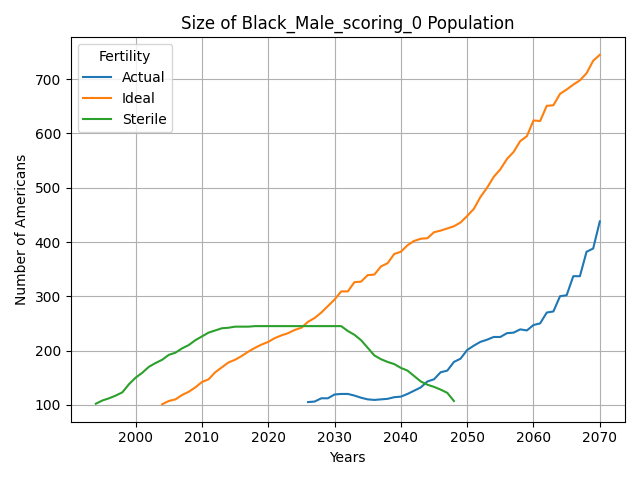 Size of Black_Male_scoring_0 Population
Fertility
Actual
Ideal
Sterile
Number of Americans
700
600
500
400
300
200
100
2000 2010 2020 2030 2040 2050 2060 2070
Years